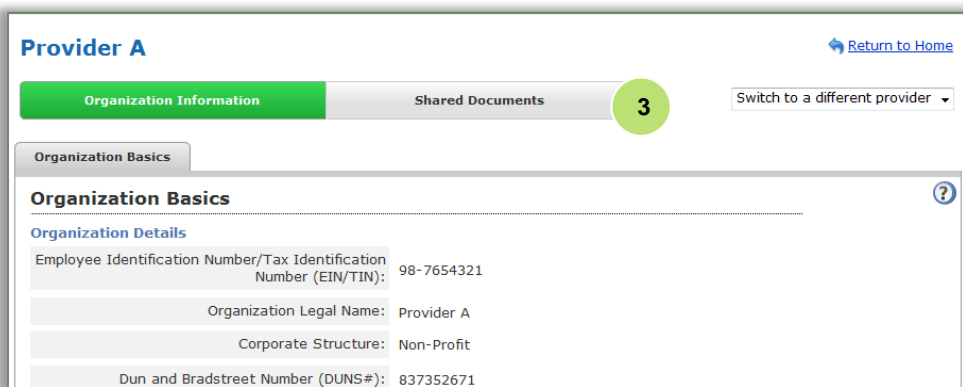 Provider A
Return to Home
Organization Information
Shared Documents
3
Switch to a different provider
Organization Basics
Organization Basics
?
Organization Details
Employee Identification Number/Tax Identification
Number (EIN/TIN): 98-7654321
Organization Legal Name: Provider A
Corporate Structure: Non-Profit
Dun and Bradstreet Number (DUNS#): 837352671